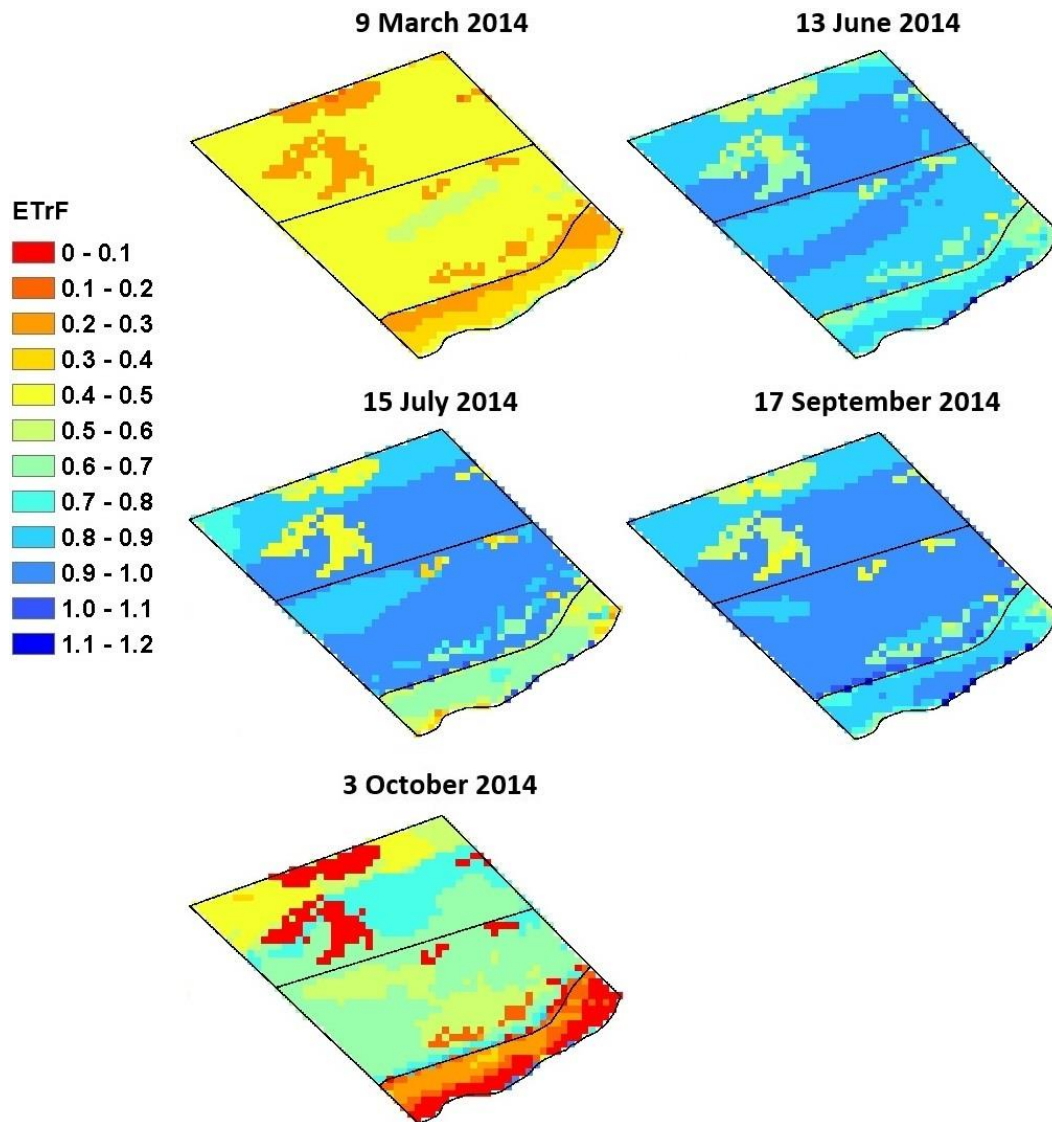 9 March 2014
13 June 2014
ETrF
0 - 0.1
0.1 - 0.2
0.2 - 0.3
0.3 - 0.4
0.4 - 0.5
0.5 - 0.6
0.6 - 0.7
0.7 - 0.8
0.8 - 0.9
0.9 - 1.0
1.0 - 1.1
1.1 - 1.2
15 July 2014
17 September 2014
3 October 2014